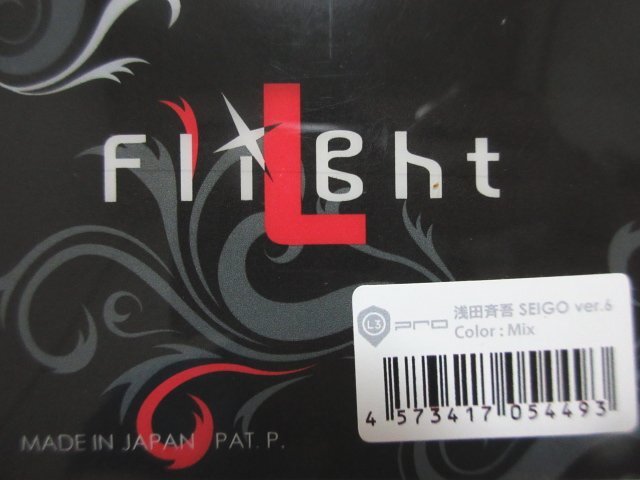 Flight
L
L3 PRO 浅田斉吾 SEIGO ver.6
Color : Mix
4 573417 054493
MADE IN JAPAN PAT. P.